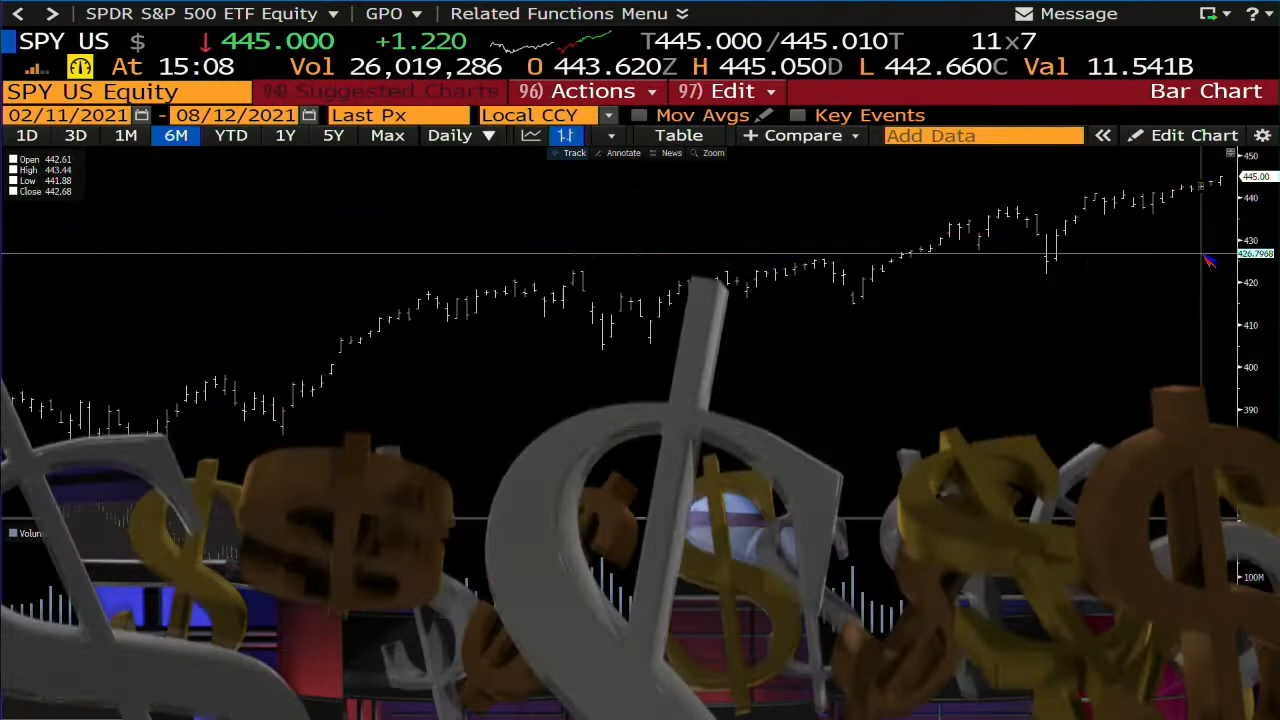 SPDR S&P 500 ETF Equity GPO Related Functions Menu Message ?
SPY US $ 445.000 +1.220 T445.000/445.010T 11x7
At 15:08 Vol 26,019,286 O 443.620Z H 445.050D L 442.660C Val 11.541B
SPY US Equity 94) Suggested Charts 96) Actions 97) Edit Bar Chart
02/11/2021 - 08/12/2021 Last Px Local CCY Mov Avgs Key Events
1D 3D 1M 6M YTD 1Y 5Y Max Daily Table + Compare Add Data Edit Chart
Track Annotate News Zoom
Open 442.61
High 443.44
Low 441.88
Close 442.68
450
445.00
440
430
426.7968
420
410
400
390
100M